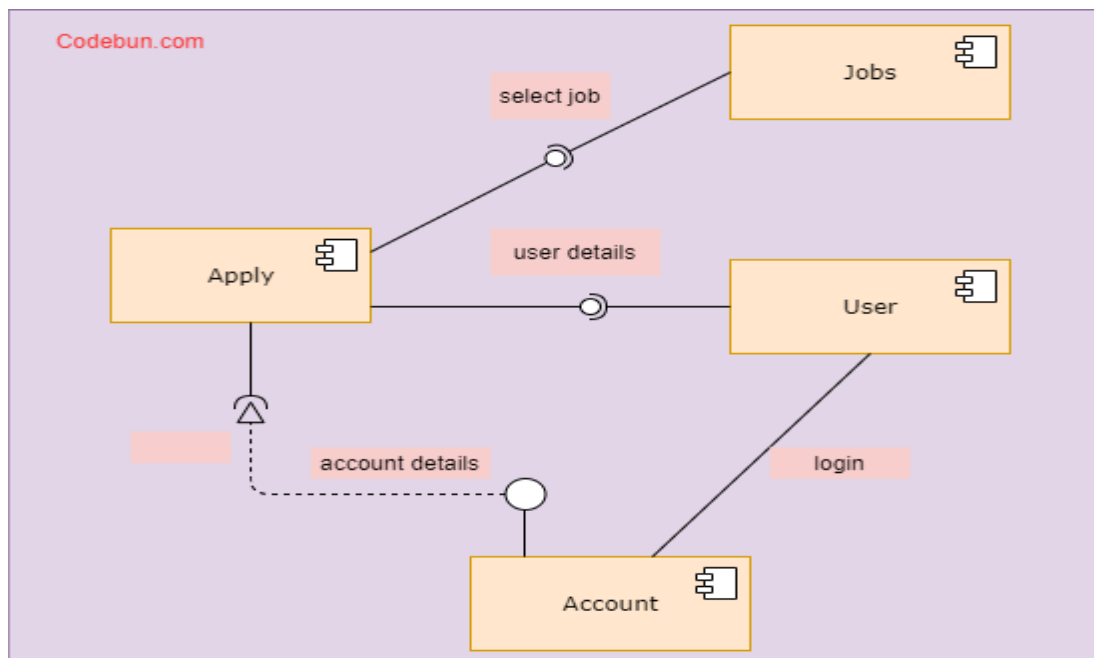 Codebun.com
Jobs
select job
user details
Apply
User
account details
login
Account